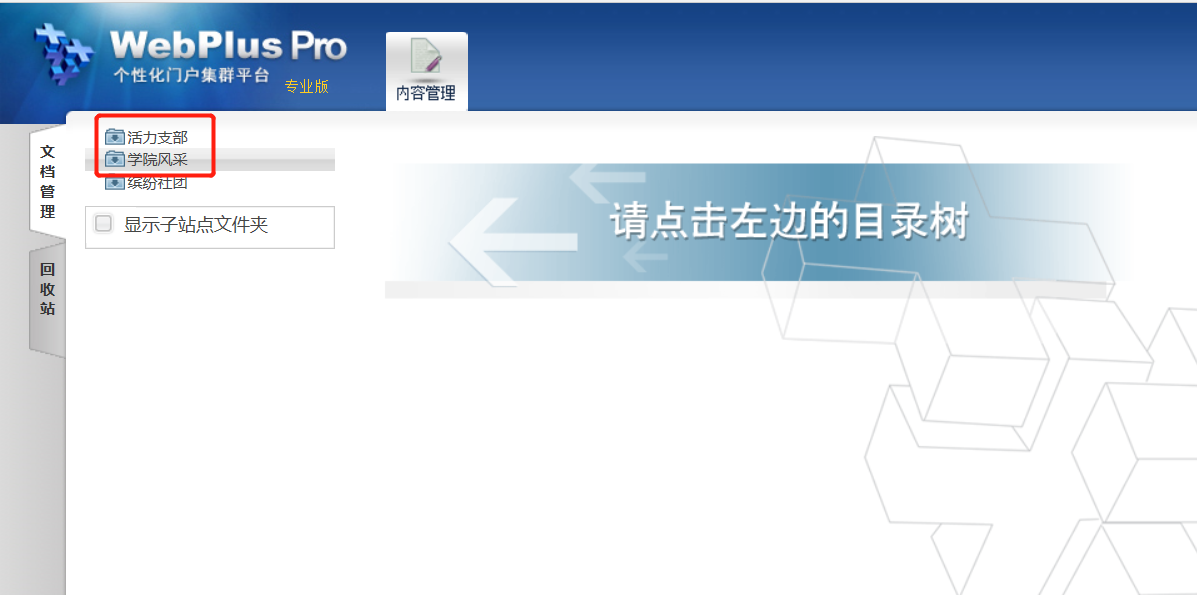 WebPlus Pro
个性化门户集群平台
专业版
内容管理
文档管理
回收站
活力支部
学院风采
缤纷社团
显示子站点文件夹
请点击左边的目录树